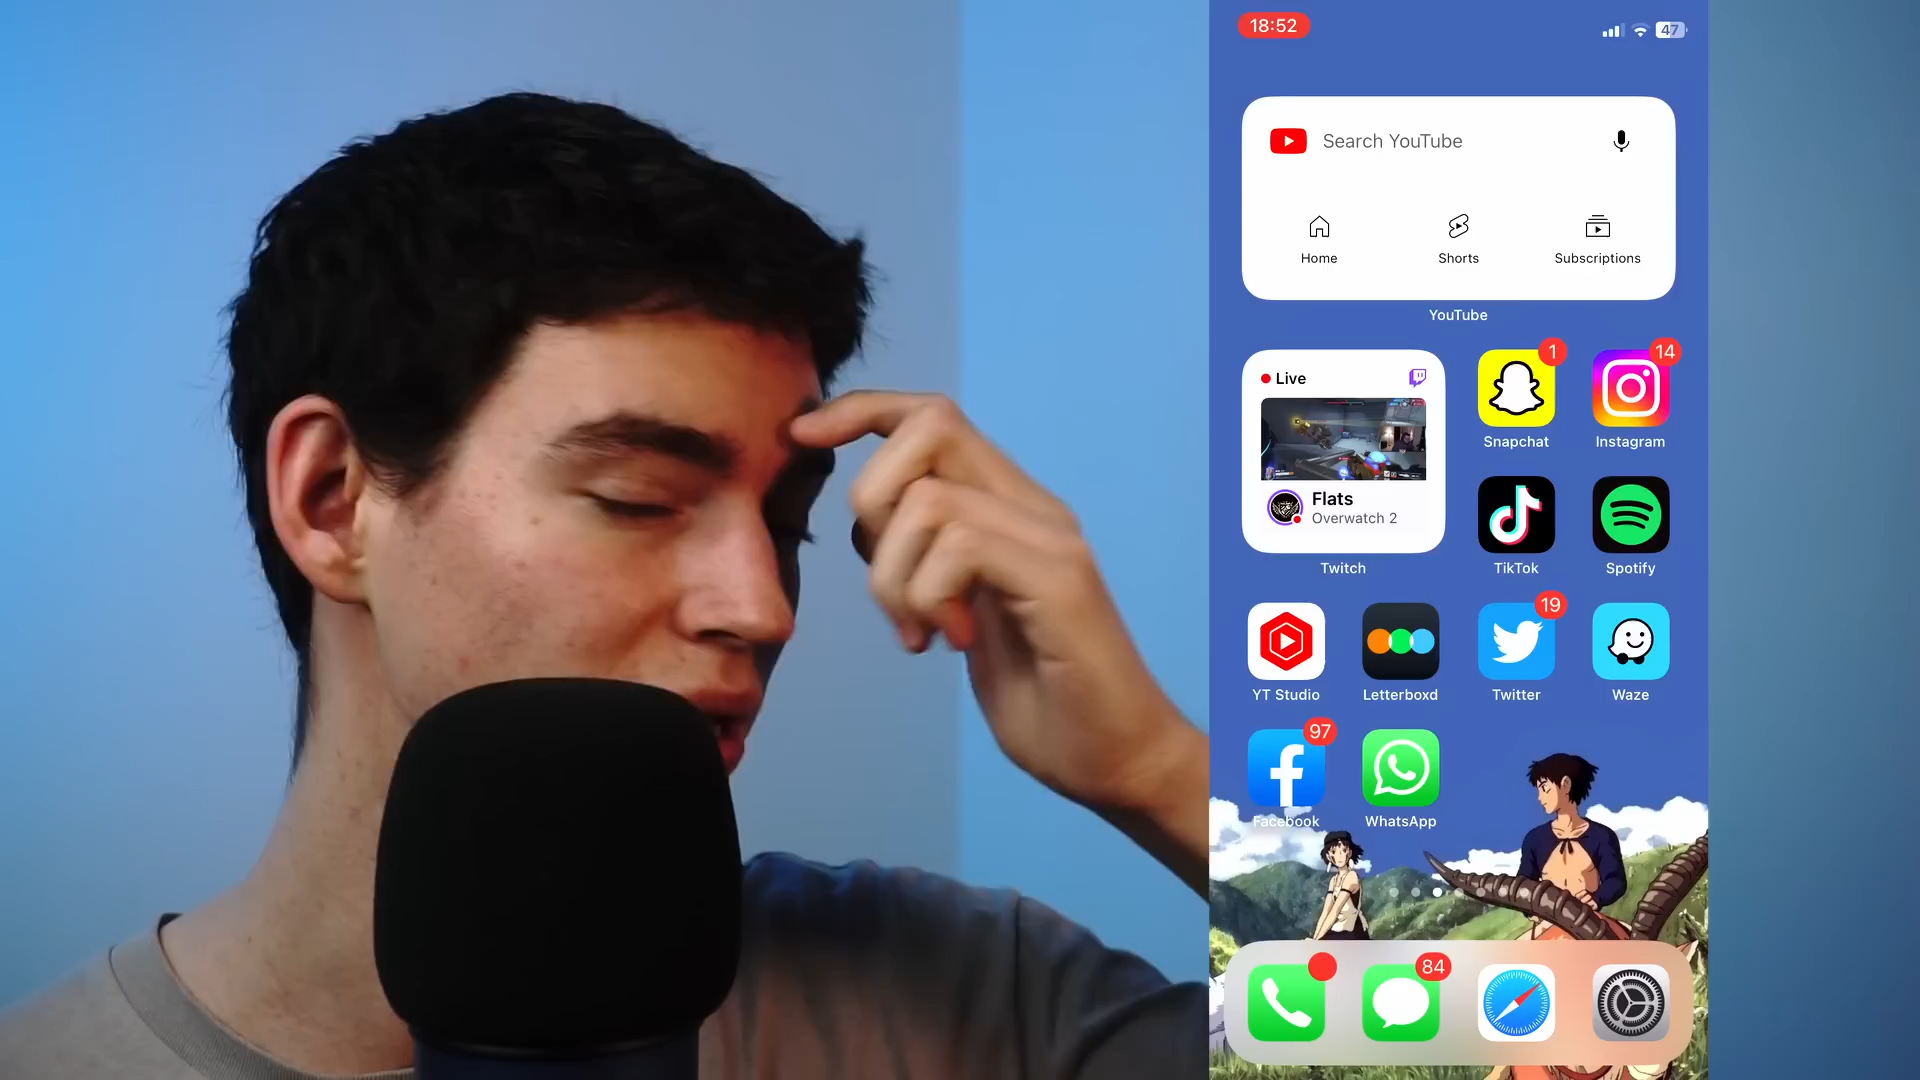 18:52
47
Search YouTube
Home
Shorts
Subscriptions
YouTube
Live
1
14
Snapchat
Instagram
Flats
Overwatch 2
Twitch
TikTok
Spotify
19
YT Studio
Letterboxd
Twitter
Waze
97
Facebook
WhatsApp
84